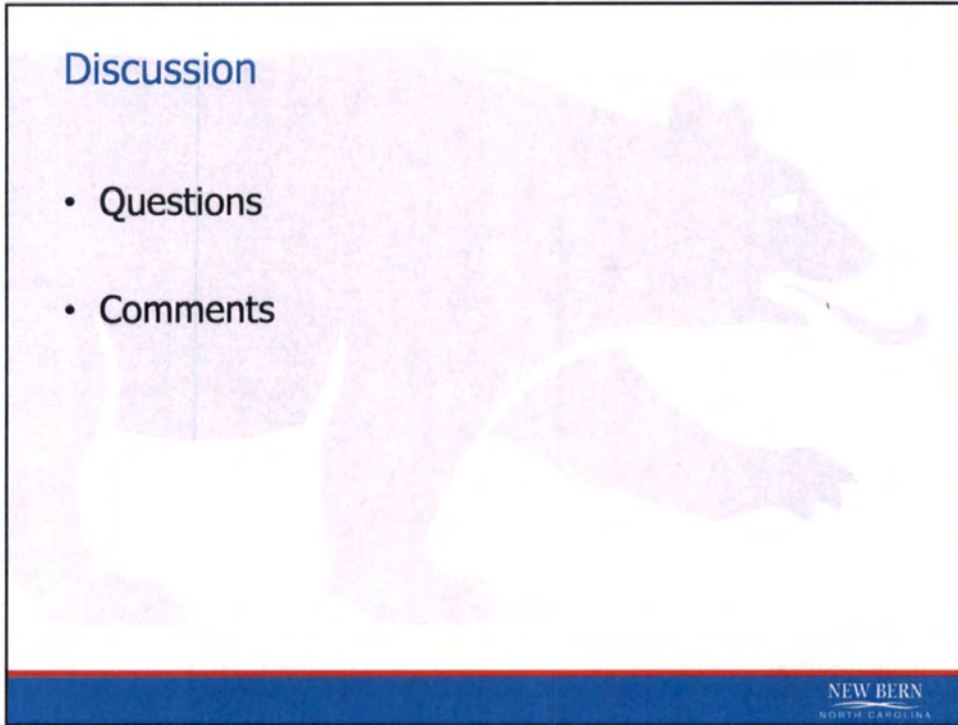 Discussion
• Questions
• Comments
NEW BERN
NORTH CAROLINA